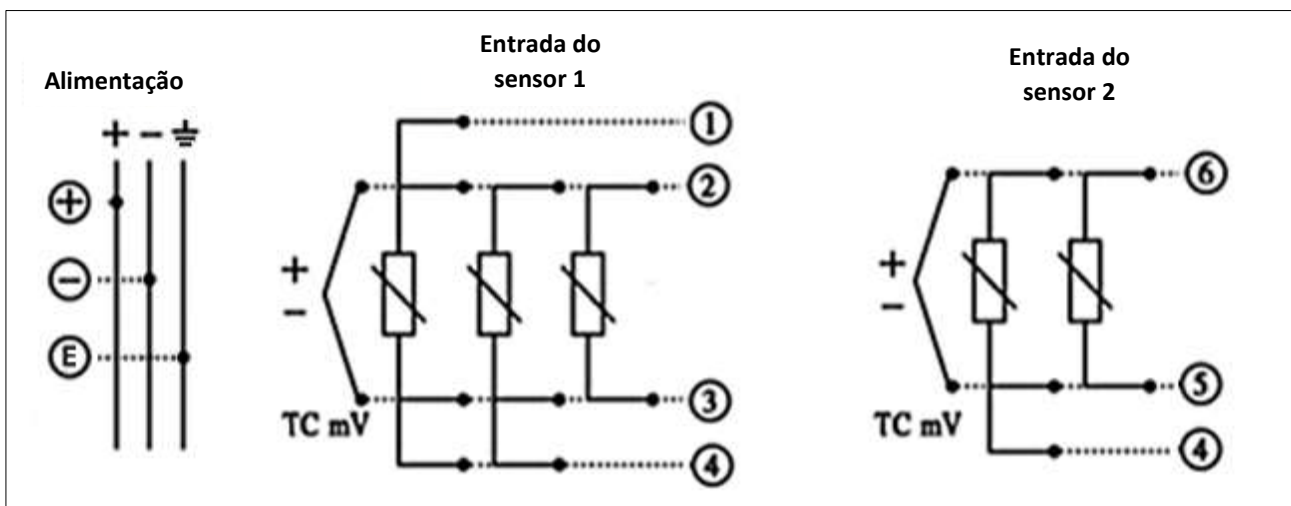 Alimentação
+ − ⏚
+
−
E
Entrada do
sensor 1
1
2
+
−
3
TC mV
4
Entrada do
sensor 2
6
+
−
5
TC mV
4